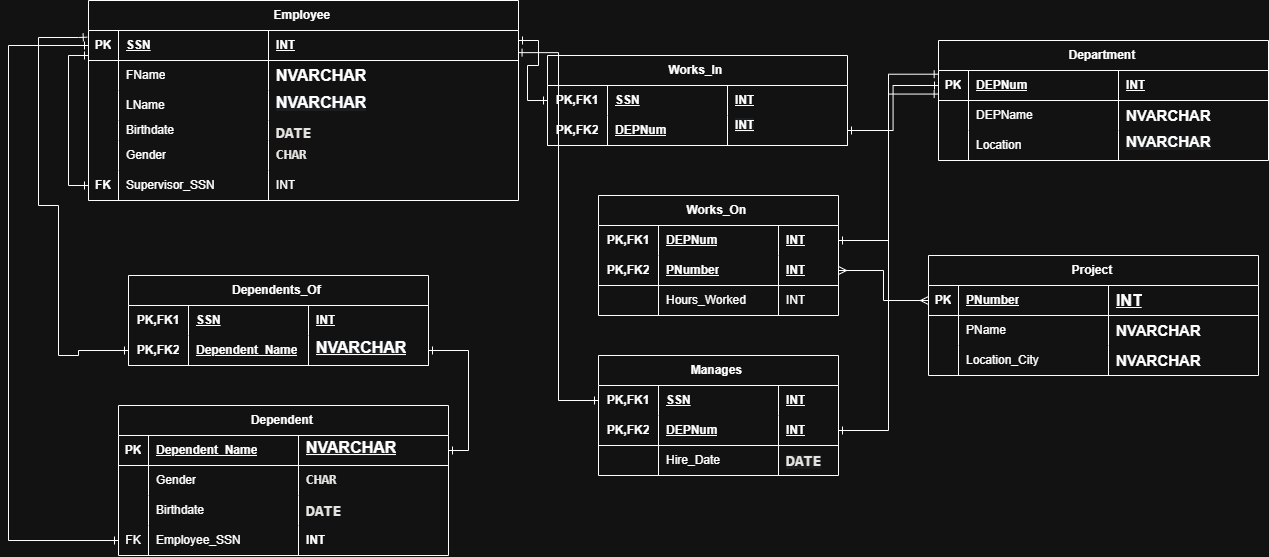 Employee
PK SSN INT
FName NVARCHAR
LName NVARCHAR
Birthdate DATE
Gender CHAR
FK Supervisor_SSN INT
Works_In
PK,FK1 SSN INT
PK,FK2 DEPNum INT
Department
PK DEPNum INT
DEPName NVARCHAR
Location NVARCHAR
Works_On
PK,FK1 DEPNum INT
PK,FK2 PNumber INT
Hours_Worked INT
Project
PK PNumber INT
PName NVARCHAR
Location_City NVARCHAR
Dependents_Of
PK,FK1 SSN INT
PK,FK2 Dependent_Name NVARCHAR
Manages
PK,FK1 SSN INT
PK,FK2 DEPNum INT
Hire_Date DATE
Dependent
PK Dependent_Name NVARCHAR
Gender CHAR
Birthdate DATE
FK Employee_SSN INT